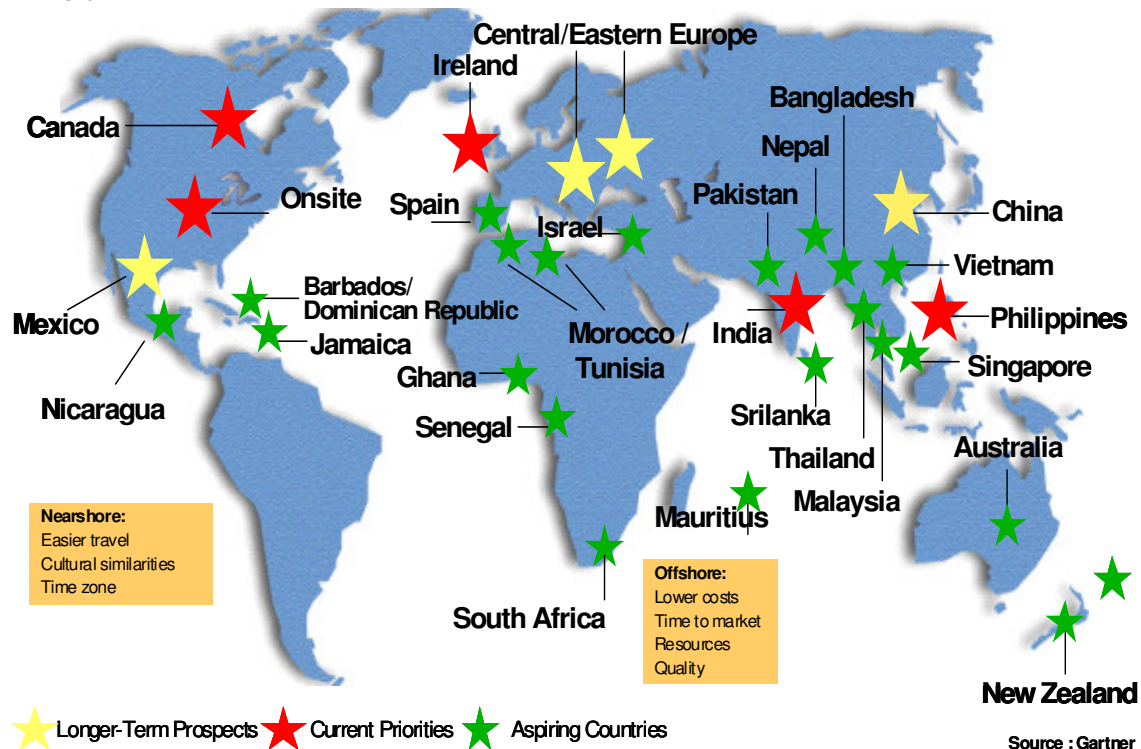 Central/Eastern Europe
Ireland
Bangladesh
Canada
Nepal
Pakistan
Onsite
Spain
China
Israel
Vietnam
Barbados/
Dominican Republic
Mexico
Jamaica
Morocco /
Tunisia
India
Philippines
Singapore
Ghana
Nicaragua
Senegal
Srilanka
Thailand
Australia
Malaysia
Mauritius
Nearshore:
Easier travel
Cultural similarities
Time zone
South Africa
Offshore:
Lower costs
Time to market
Resources
Quality
New Zealand
Longer-Term Prospects
Current Priorities
Aspiring Countries
Source : Gartner